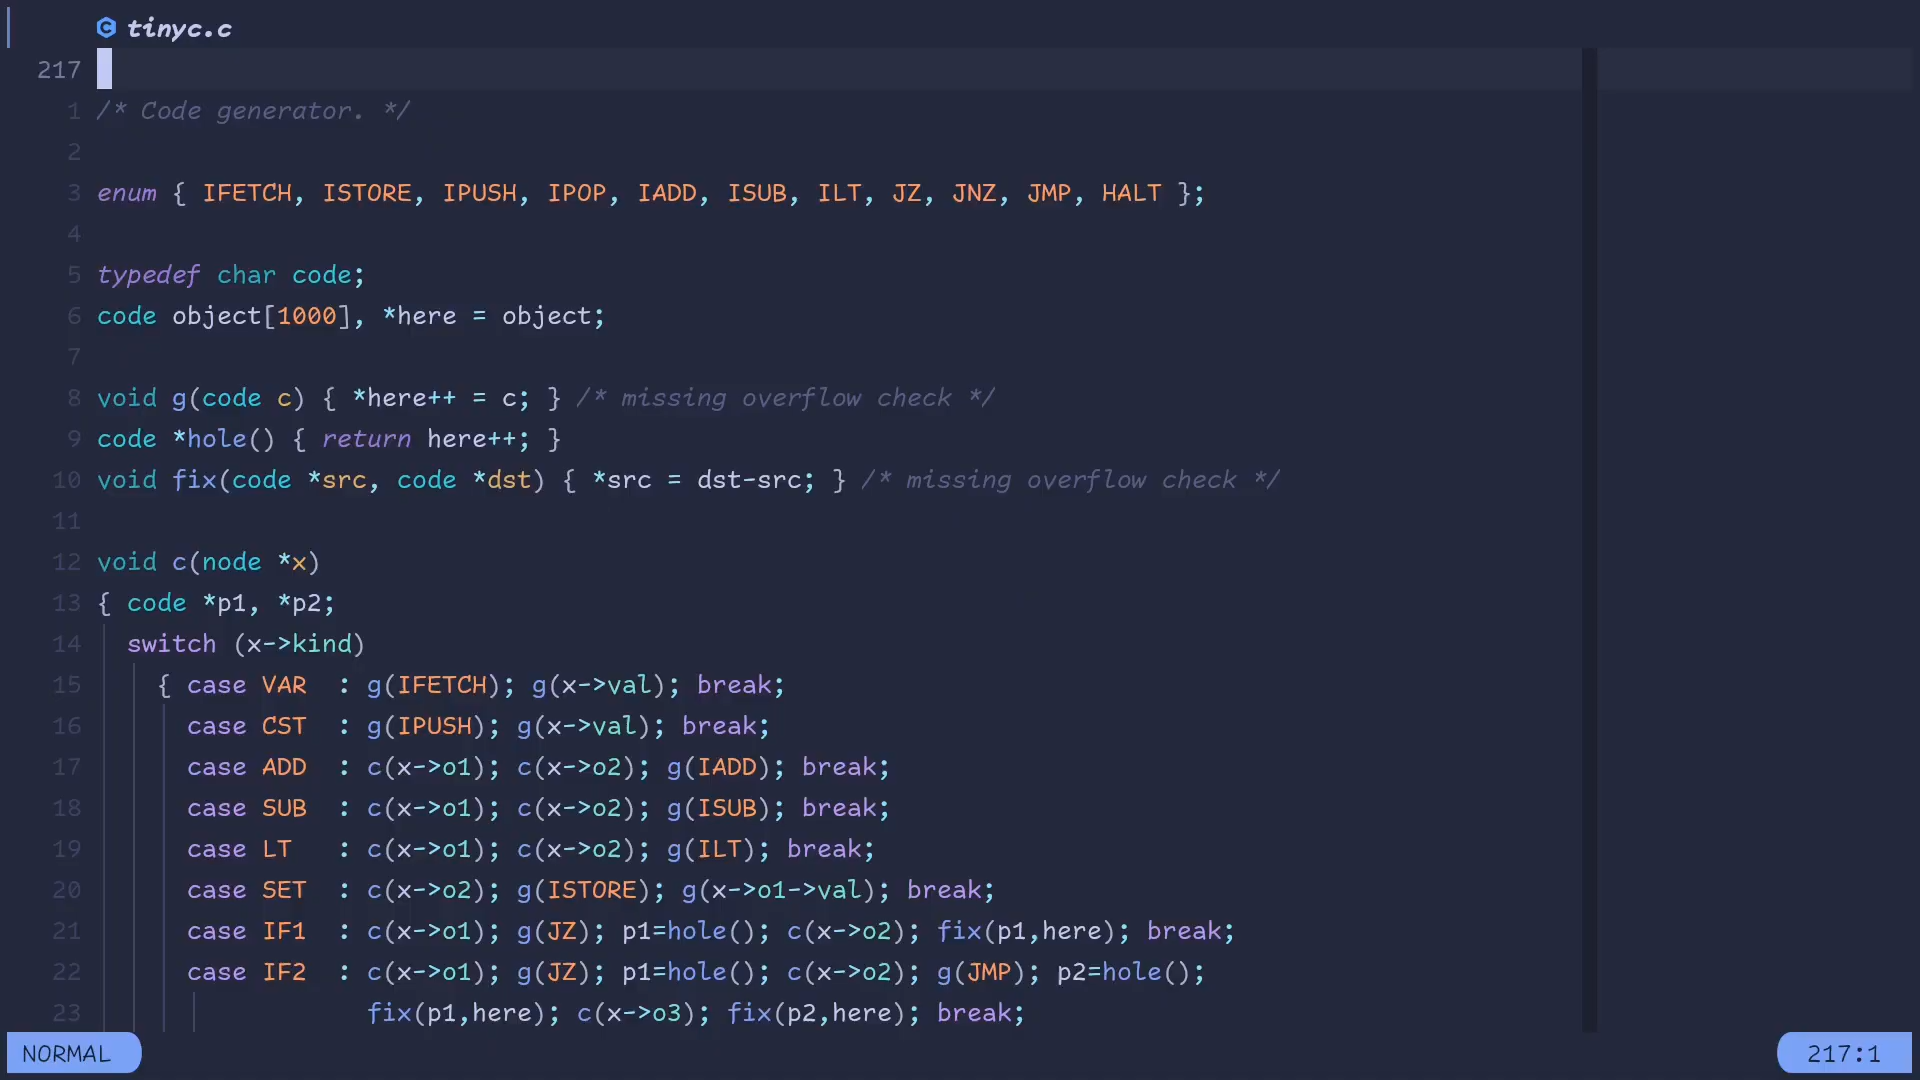 tinyc.c
217
1 /* Code generator. */
2
3 enum { IFETCH, ISTORE, IPUSH, IPOP, IADD, ISUB, ILT, JZ, JNZ, JMP, HALT };
4
5 typedef char code;
6 code object[1000], *here = object;
7
8 void g(code c) { *here++ = c; } /* missing overflow check */
9 code *hole() { return here++; }
10 void fix(code *src, code *dst) { *src = dst-src; } /* missing overflow check */
11
12 void c(node *x)
13 { code *p1, *p2;
14 switch (x->kind)
15 { case VAR  : g(IFETCH); g(x->val); break;
16 case CST  : g(IPUSH); g(x->val); break;
17 case ADD  : c(x->o1); c(x->o2); g(IADD); break;
18 case SUB  : c(x->o1); c(x->o2); g(ISUB); break;
19 case LT   : c(x->o1); c(x->o2); g(ILT); break;
20 case SET  : c(x->o2); g(ISTORE); g(x->o1->val); break;
21 case IF1  : c(x->o1); g(JZ); p1=hole(); c(x->o2); fix(p1,here); break;
22 case IF2  : c(x->o1); g(JZ); p1=hole(); c(x->o2); g(JMP); p2=hole();
23 fix(p1,here); c(x->o3); fix(p2,here); break;
NORMAL 217:1